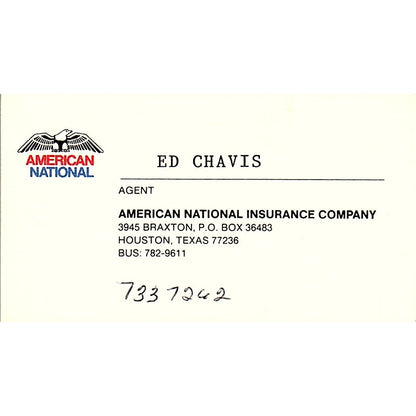 AMERICAN
NATIONAL
ED CHAVIS
AGENT
AMERICAN NATIONAL INSURANCE COMPANY
3945 BRAXTON, P.O. BOX 36483
HOUSTON, TEXAS 77236
BUS: 782-9611
733 7262